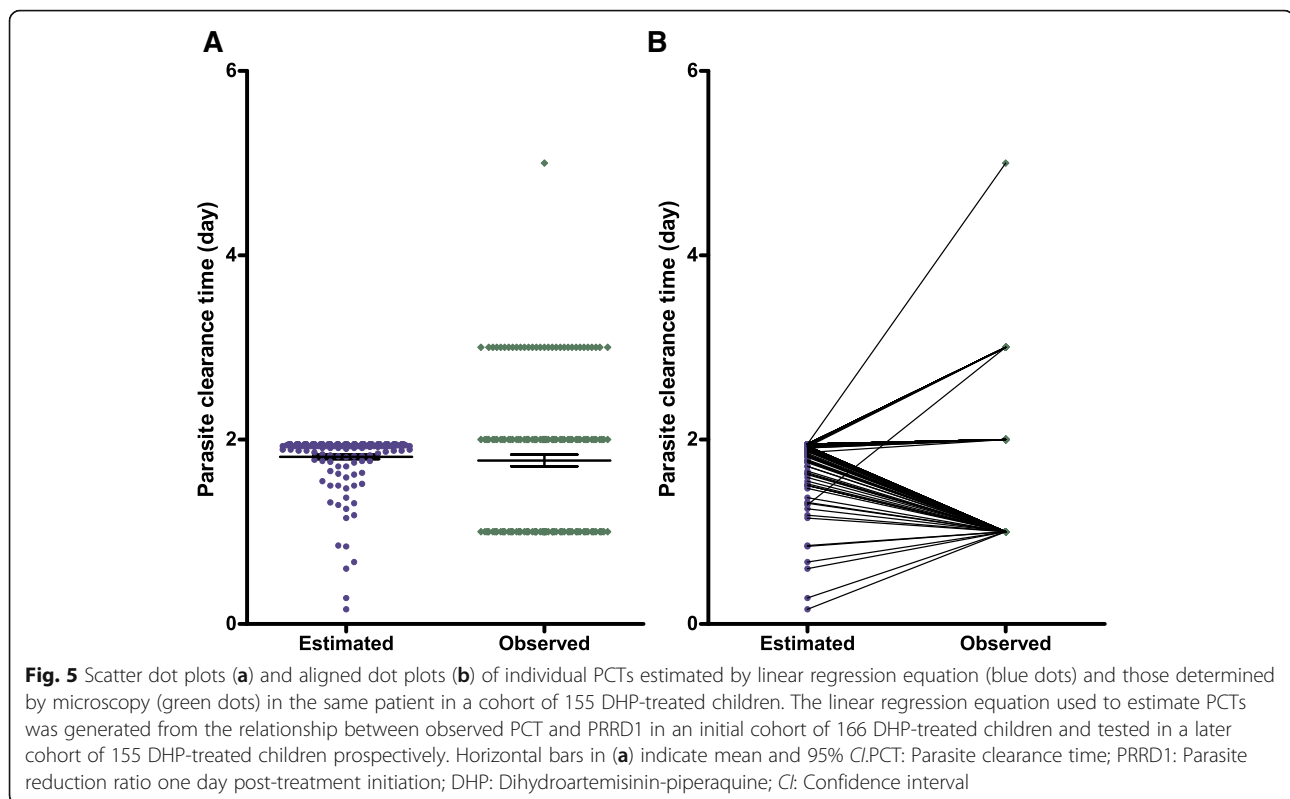 A
B
6
4
2
0
Parasite clearance time (day)
Estimated
Observed
6
4
2
0
Parasite clearance time (day)
Estimated
Observed
Fig. 5 Scatter dot plots (a) and aligned dot plots (b) of individual PCTs estimated by linear regression equation (blue dots) and those determined
by microscopy (green dots) in the same patient in a cohort of 155 DHP-treated children. The linear regression equation used to estimate PCTs
was generated from the relationship between observed PCT and PRRD1 in an initial cohort of 166 DHP-treated children and tested in a later
cohort of 155 DHP-treated children prospectively. Horizontal bars in (a) indicate mean and 95% CI.PCT: Parasite clearance time; PRRD1: Parasite
reduction ratio one day post-treatment initiation; DHP: Dihydroartemisinin-piperaquine; CI: Confidence interval